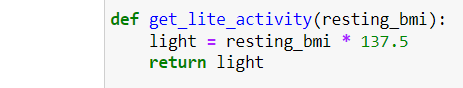 def get_lite_activity(resting_bmi):
    light = resting_bmi * 137.5
    return light